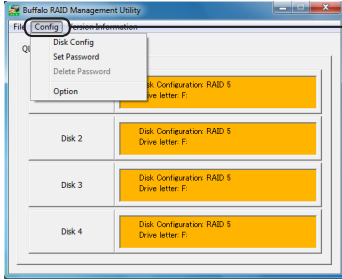 Buffalo RAID Management Utility
Config Version Information
Disk Config
Set Password
Delete Password
Option
Disk Configuration: RAID 5
Drive letter: F:
Disk 2
Disk Configuration: RAID 5
Drive letter: F:
Disk 3
Disk Configuration: RAID 5
Drive letter: F:
Disk 4
Disk Configuration: RAID 5
Drive letter: F: